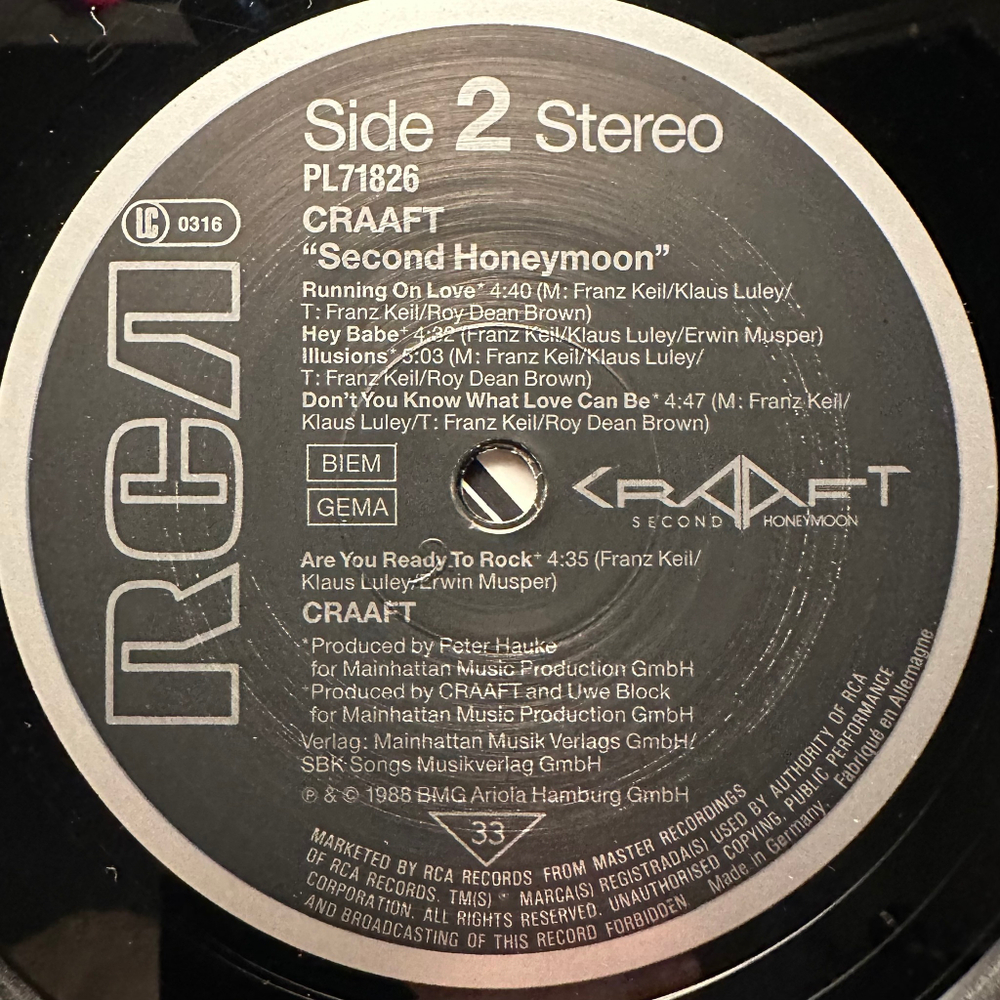 Side 2 Stereo
PL71826
LC 0316
CRAAFT
“Second Honeymoon”
Running On Love* 4:40 (M: Franz Keil/Klaus Luley/
T: Franz Keil/Roy Dean Brown)
Hey Babe⁺ 4:32 (Franz Keil/Klaus Luley/Erwin Musper)
Illusions* 5:03 (M: Franz Keil/Klaus Luley/
T: Franz Keil/Roy Dean Brown)
Don't You Know What Love Can Be* 4:47 (M: Franz Keil/
Klaus Luley/T: Franz Keil/Roy Dean Brown)
RCA
BIEM
GEMA
CRAAFT
SECOND HONEYMOON
Are You Ready To Rock⁺ 4:35 (Franz Keil/
Klaus Luley/Erwin Musper)
CRAAFT
*Produced by Peter Hauke
for Mainhattan Music Production GmbH
⁺Produced by CRAAFT and Uwe Block
for Mainhattan Music Production GmbH
Verlag: Mainhattan Musik Verlags GmbH/
SBK Songs Musikverlag GmbH
℗ & © 1988 BMG Ariola Hamburg GmbH
33
MARKETED BY RCA RECORDS FROM MASTER RECORDINGS
OF RCA RECORDS. TM(S) ® MARCA(S) REGISTRADA(S) USED BY AUTHORITY OF RCA
CORPORATION. ALL RIGHTS RESERVED. UNAUTHORISED COPYING, PUBLIC PERFORMANCE
AND BROADCASTING OF THIS RECORD FORBIDDEN. Made in Germany. Fabriqué en Allemagne